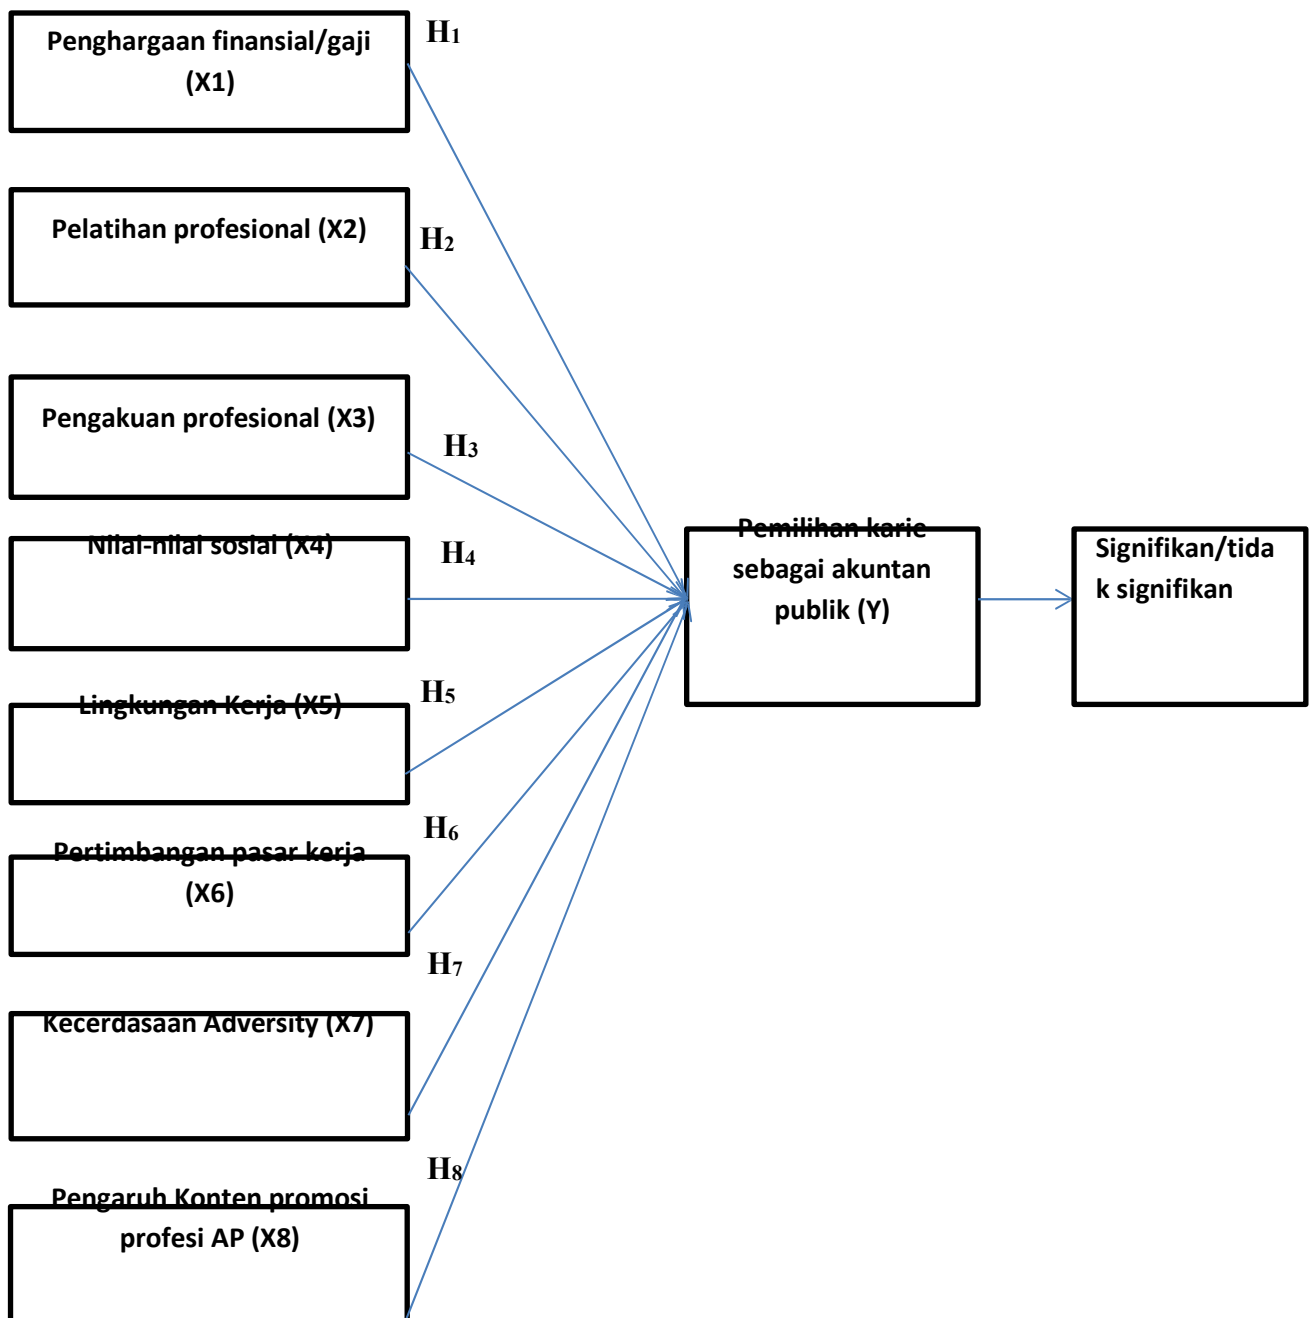 Penghargaan finansial/gaji
(X1)
H1
Pelatihan profesional (X2)
H2
Pengakuan profesional (X3)
H3
Nilai-nilai sosial (X4)
H4
Pemilihan karie
sebagai akuntan
publik (Y)
Signifikan/tida
k signifikan
Lingkungan Kerja (X5)
H5
Pertimbangan pasar kerja
(X6)
H6
Kecerdasaan Adversity (X7)
H7
Pengaruh Konten promosi
profesi AP (X8)
H8